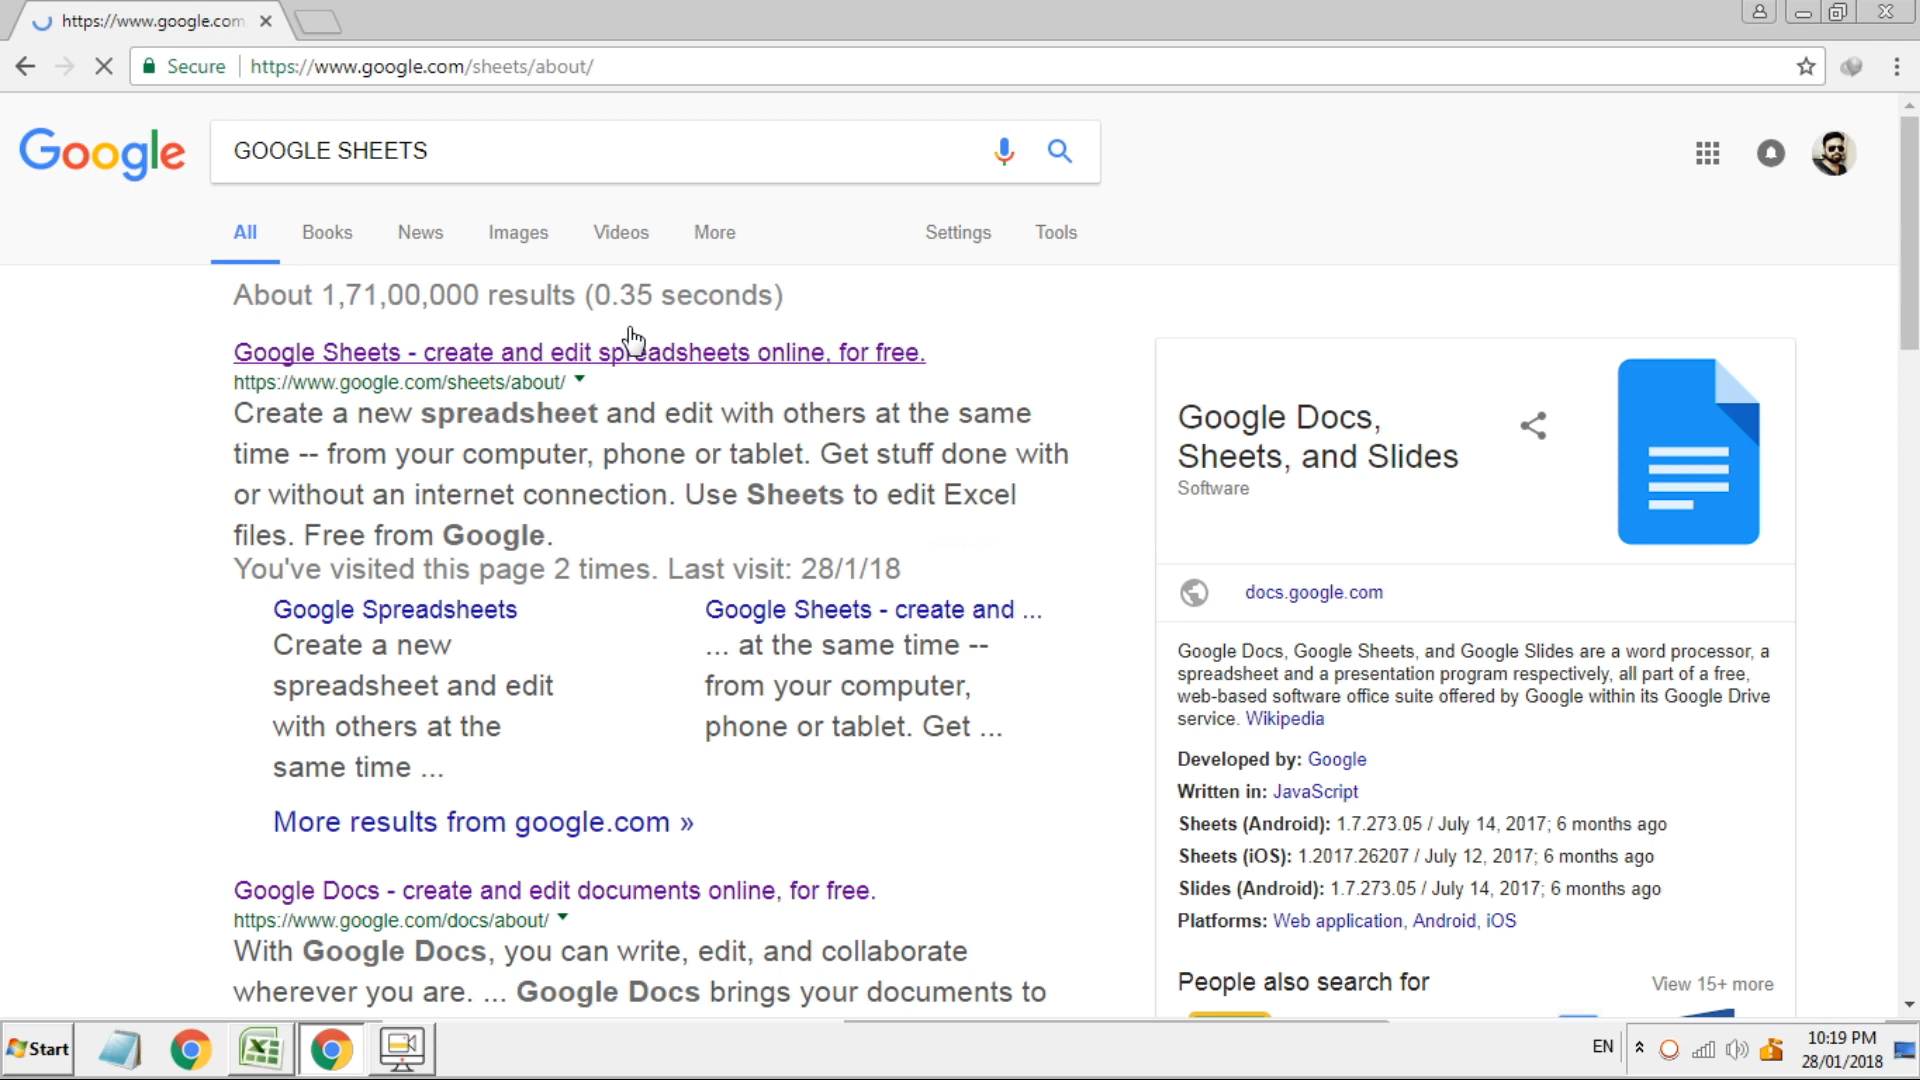 https://www.google.com
Secure
https://www.google.com/sheets/about/
Google
GOOGLE SHEETS
All
Books
News
Images
Videos
More
Settings
Tools
About 1,71,00,000 results (0.35 seconds)
Google Sheets - create and edit spreadsheets online, for free.
https://www.google.com/sheets/about/
Create a new spreadsheet and edit with others at the same
time -- from your computer, phone or tablet. Get stuff done with
or without an internet connection. Use Sheets to edit Excel
files. Free from Google.
You've visited this page 2 times. Last visit: 28/1/18
Google Spreadsheets
Create a new
spreadsheet and edit
with others at the
same time ...
Google Sheets - create and ...
... at the same time --
from your computer,
phone or tablet. Get ...
More results from google.com »
Google Docs - create and edit documents online, for free.
https://www.google.com/docs/about/
With Google Docs, you can write, edit, and collaborate
wherever you are. ... Google Docs brings your documents to
Google Docs,
Sheets, and Slides
Software
docs.google.com
Google Docs, Google Sheets, and Google Slides are a word processor, a
spreadsheet and a presentation program respectively, all part of a free,
web-based software office suite offered by Google within its Google Drive
service. Wikipedia
Developed by: Google
Written in: JavaScript
Sheets (Android): 1.7.273.05 / July 14, 2017; 6 months ago
Sheets (iOS): 1.2017.26207 / July 12, 2017; 6 months ago
Slides (Android): 1.7.273.05 / July 14, 2017; 6 months ago
Platforms: Web application, Android, iOS
People also search for
View 15+ more
Start
EN
10:19 PM
28/01/2018